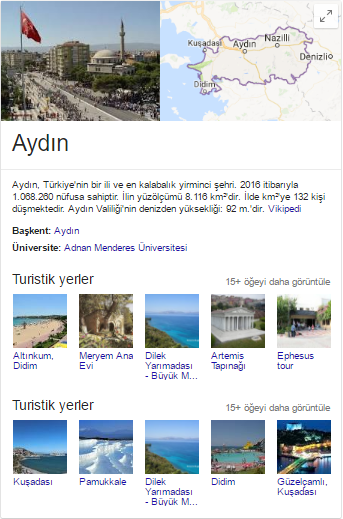 Kuşadası
Aydın
Nazilli
Denizli
Didim
Aydın
Aydın, Türkiye'nin bir ili ve en kalabalık yirminci şehri. 2016 itibarıyla
1.068.260 nüfusa sahiptir. İlin yüzölçümü 8.116 km²'dir. İlde km²'ye 132 kişi
düşmektedir. Aydın Valiliği'nin denizden yüksekliği: 92 m.'dir. Vikipedi
Başkent: Aydın
Üniversite: Adnan Menderes Üniversitesi
Turistik yerler
15+ öğeyi daha görüntüle
Altınkum,
Didim
Meryem Ana
Evi
Dilek
Yarımadası
- Büyük M...
Artemis
Tapınağı
Ephesus
tour
Turistik yerler
15+ öğeyi daha görüntüle
Kuşadası
Pamukkale
Dilek
Yarımadası
- Büyük M...
Didim
Güzelçamlı,
Kuşadası